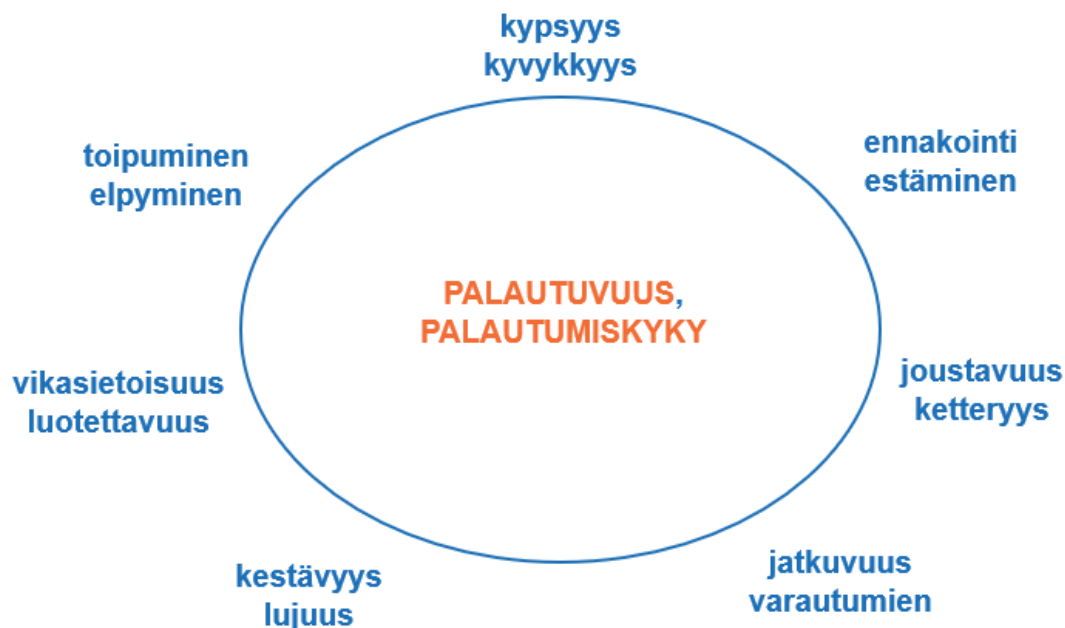 kypsyys
kyvykkyys
ennakointi
estäminen
toipuminen
elpyminen
PALAUTUVUUS,
PALAUTUMISKYKY
joustavuus
ketteryys
vikasietoisuus
luotettavuus
jatkuvuus
varautumien
kestävyys
lujuus